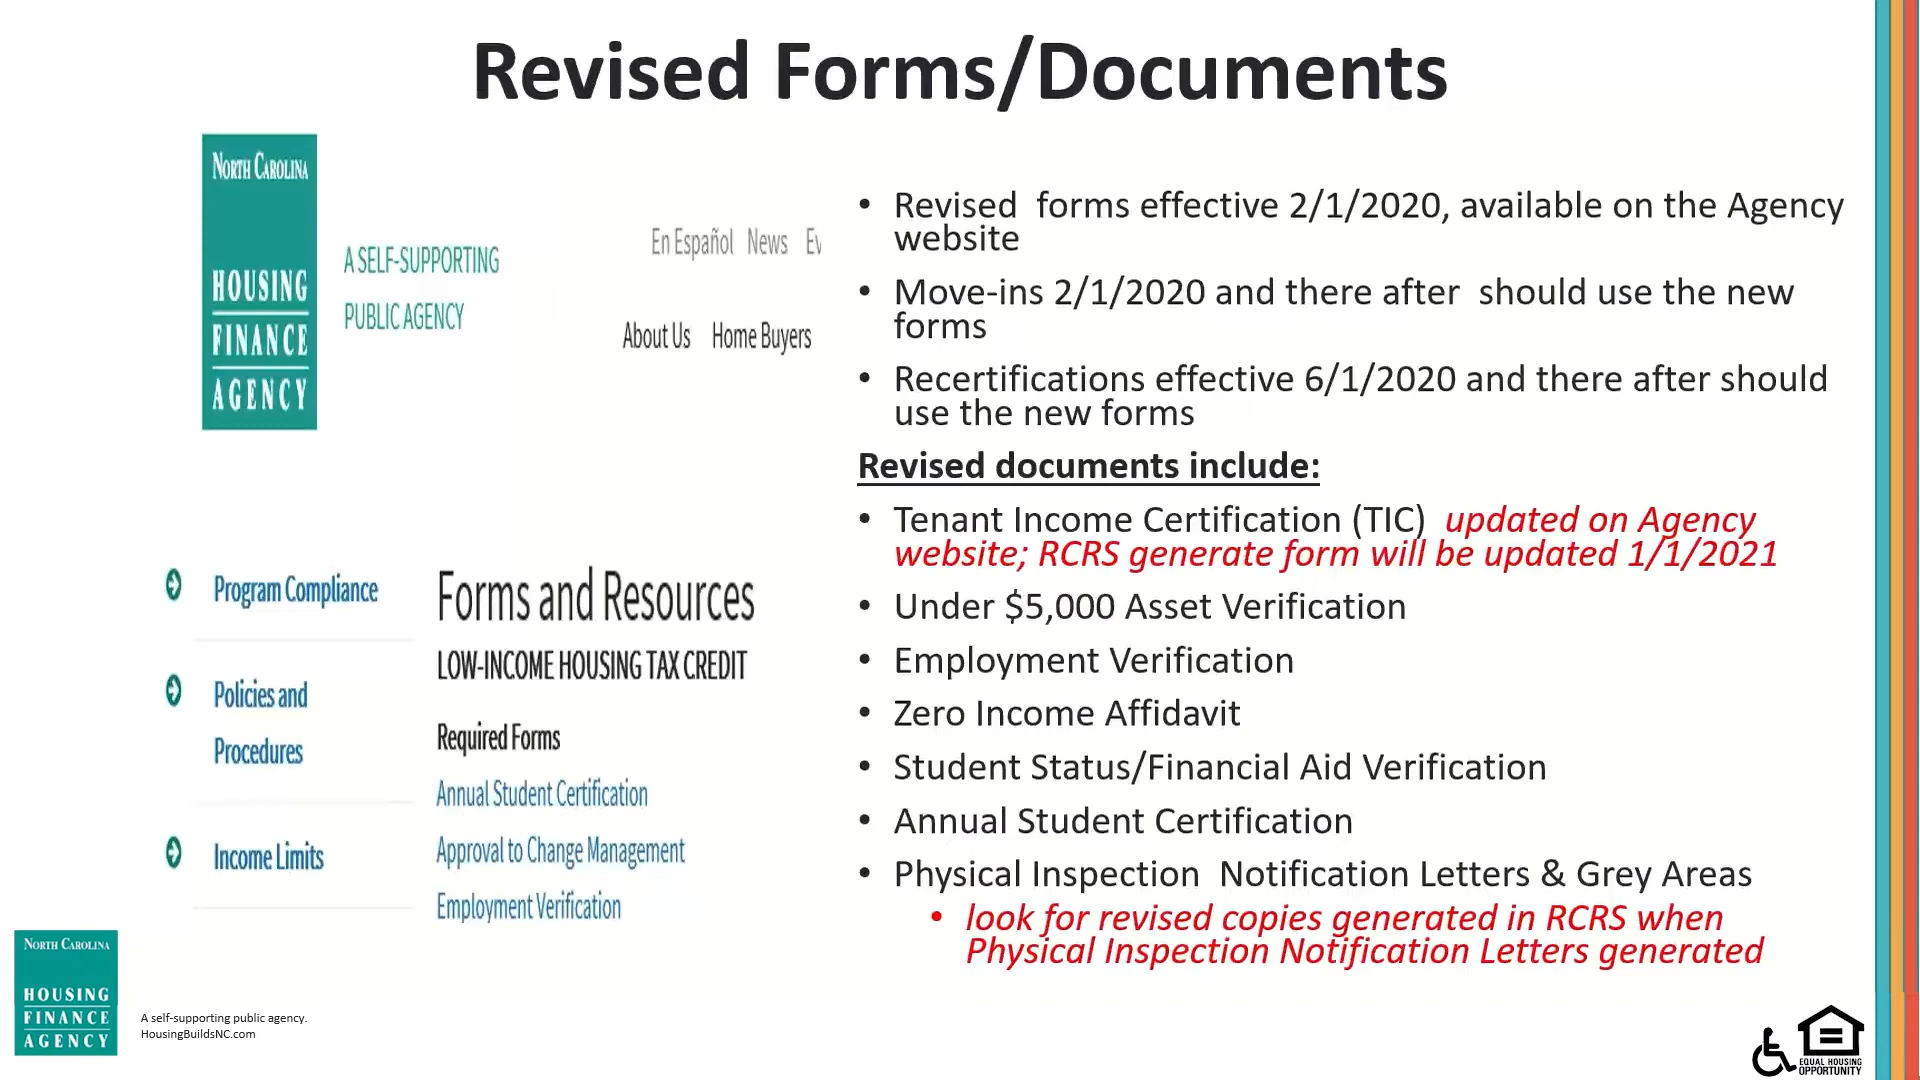 Revised Forms/Documents
NORTH CAROLINA
HOUSING
FINANCE
AGENCY
A SELF-SUPPORTING
PUBLIC AGENCY
En Español News Ev
About Us Home Buyers
Program Compliance
Policies and
Procedures
Income Limits
Forms and Resources
LOW-INCOME HOUSING TAX CREDIT
Required Forms
Annual Student Certification
Approval to Change Management
Employment Verification
• Revised forms effective 2/1/2020, available on the Agency
website
• Move-ins 2/1/2020 and there after should use the new
forms
• Recertifications effective 6/1/2020 and there after should
use the new forms
Revised documents include:
• Tenant Income Certification (TIC) updated on Agency
website; RCRS generate form will be updated 1/1/2021
• Under $5,000 Asset Verification
• Employment Verification
• Zero Income Affidavit
• Student Status/Financial Aid Verification
• Annual Student Certification
• Physical Inspection Notification Letters & Grey Areas
• look for revised copies generated in RCRS when
Physical Inspection Notification Letters generated
NORTH CAROLINA
HOUSING
FINANCE
AGENCY
A self-supporting public agency.
HousingBuildsNC.com
EQUAL HOUSING
OPPORTUNITY